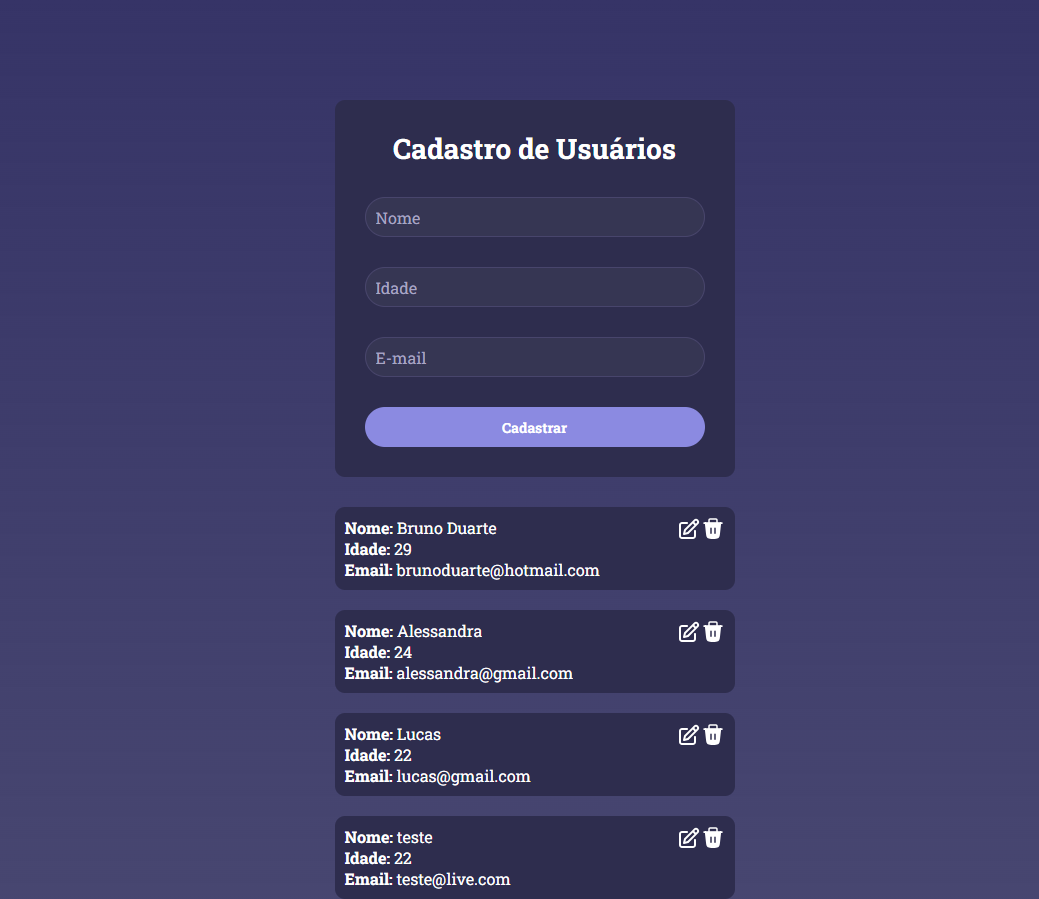 Cadastro de Usuários
Nome
Idade
E-mail
Cadastrar
Nome: Bruno Duarte
Idade: 29
Email: brunoduarte@hotmail.com
Nome: Alessandra
Idade: 24
Email: alessandra@gmail.com
Nome: Lucas
Idade: 22
Email: lucas@gmail.com
Nome: teste
Idade: 22
Email: teste@live.com